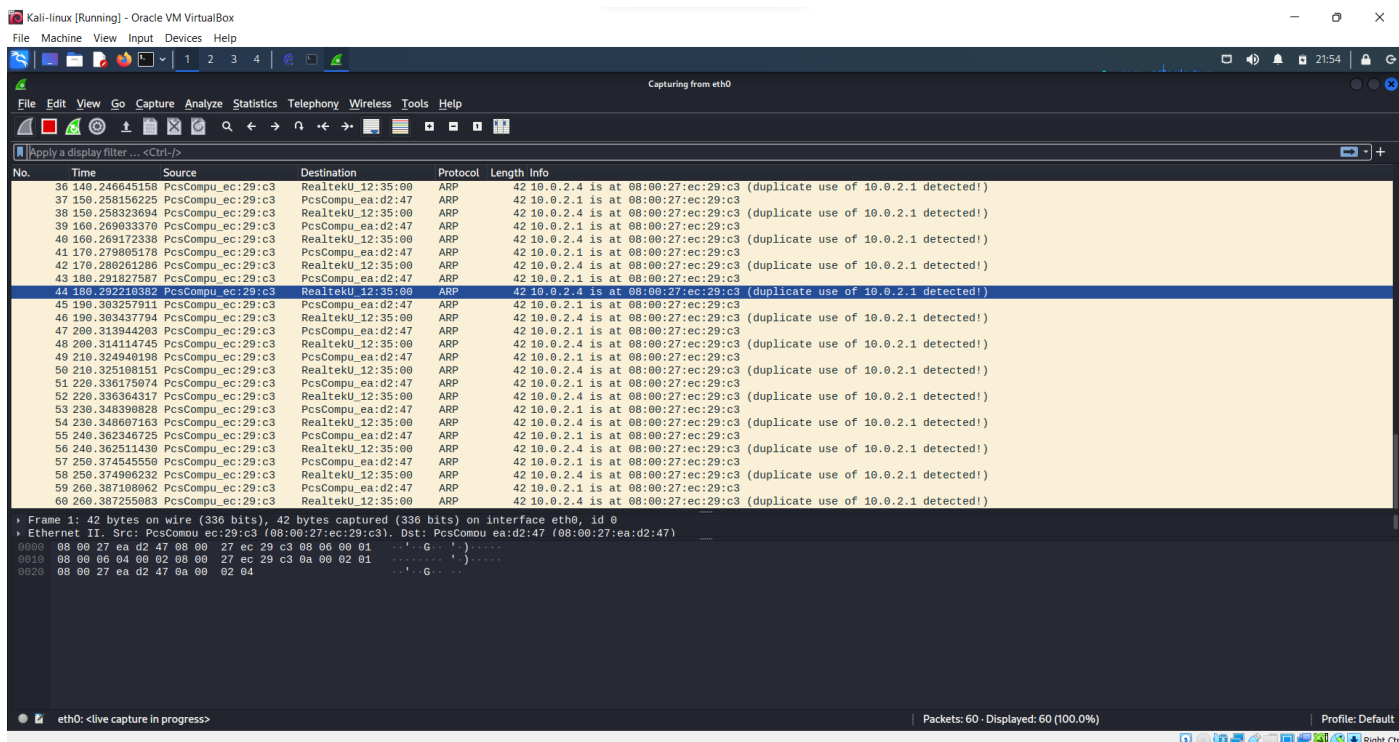 Kali-linux [Running] - Oracle VM VirtualBox
File Machine View Input Devices Help
1 2 3 4 21:54
Capturing from eth0
File Edit View Go Capture Analyze Statistics Telephony Wireless Tools Help
Apply a display filter ... <Ctrl-/>
No. Time Source Destination Protocol Length Info
36 140.246645158 PcsCompu_ec:29:c3 RealtekU_12:35:00 ARP 42 10.0.2.4 is at 08:00:27:ec:29:c3 (duplicate use of 10.0.2.1 detected!)
37 150.258156225 PcsCompu_ec:29:c3 PcsCompu_ea:d2:47 ARP 42 10.0.2.1 is at 08:00:27:ec:29:c3
38 150.258323694 PcsCompu_ec:29:c3 RealtekU_12:35:00 ARP 42 10.0.2.4 is at 08:00:27:ec:29:c3 (duplicate use of 10.0.2.1 detected!)
39 160.269033370 PcsCompu_ec:29:c3 PcsCompu_ea:d2:47 ARP 42 10.0.2.1 is at 08:00:27:ec:29:c3
40 160.269172338 PcsCompu_ec:29:c3 RealtekU_12:35:00 ARP 42 10.0.2.4 is at 08:00:27:ec:29:c3 (duplicate use of 10.0.2.1 detected!)
41 170.279805178 PcsCompu_ec:29:c3 PcsCompu_ea:d2:47 ARP 42 10.0.2.1 is at 08:00:27:ec:29:c3
42 170.280261286 PcsCompu_ec:29:c3 RealtekU_12:35:00 ARP 42 10.0.2.4 is at 08:00:27:ec:29:c3 (duplicate use of 10.0.2.1 detected!)
43 180.291827587 PcsCompu_ec:29:c3 PcsCompu_ea:d2:47 ARP 42 10.0.2.1 is at 08:00:27:ec:29:c3
44 180.292210382 PcsCompu_ec:29:c3 RealtekU_12:35:00 ARP 42 10.0.2.4 is at 08:00:27:ec:29:c3 (duplicate use of 10.0.2.1 detected!)
45 190.303257911 PcsCompu_ec:29:c3 PcsCompu_ea:d2:47 ARP 42 10.0.2.1 is at 08:00:27:ec:29:c3
46 190.303437794 PcsCompu_ec:29:c3 RealtekU_12:35:00 ARP 42 10.0.2.4 is at 08:00:27:ec:29:c3 (duplicate use of 10.0.2.1 detected!)
47 200.313944203 PcsCompu_ec:29:c3 PcsCompu_ea:d2:47 ARP 42 10.0.2.1 is at 08:00:27:ec:29:c3
48 200.314114745 PcsCompu_ec:29:c3 RealtekU_12:35:00 ARP 42 10.0.2.4 is at 08:00:27:ec:29:c3 (duplicate use of 10.0.2.1 detected!)
49 210.324940198 PcsCompu_ec:29:c3 PcsCompu_ea:d2:47 ARP 42 10.0.2.1 is at 08:00:27:ec:29:c3
50 210.325108151 PcsCompu_ec:29:c3 RealtekU_12:35:00 ARP 42 10.0.2.4 is at 08:00:27:ec:29:c3 (duplicate use of 10.0.2.1 detected!)
51 220.336175074 PcsCompu_ec:29:c3 PcsCompu_ea:d2:47 ARP 42 10.0.2.1 is at 08:00:27:ec:29:c3
52 220.336364317 PcsCompu_ec:29:c3 RealtekU_12:35:00 ARP 42 10.0.2.4 is at 08:00:27:ec:29:c3 (duplicate use of 10.0.2.1 detected!)
53 230.348390828 PcsCompu_ec:29:c3 PcsCompu_ea:d2:47 ARP 42 10.0.2.1 is at 08:00:27:ec:29:c3
54 230.348607163 PcsCompu_ec:29:c3 RealtekU_12:35:00 ARP 42 10.0.2.4 is at 08:00:27:ec:29:c3 (duplicate use of 10.0.2.1 detected!)
55 240.362346725 PcsCompu_ec:29:c3 PcsCompu_ea:d2:47 ARP 42 10.0.2.1 is at 08:00:27:ec:29:c3
56 240.362511430 PcsCompu_ec:29:c3 RealtekU_12:35:00 ARP 42 10.0.2.4 is at 08:00:27:ec:29:c3 (duplicate use of 10.0.2.1 detected!)
57 250.374545550 PcsCompu_ec:29:c3 PcsCompu_ea:d2:47 ARP 42 10.0.2.1 is at 08:00:27:ec:29:c3
58 250.374906232 PcsCompu_ec:29:c3 RealtekU_12:35:00 ARP 42 10.0.2.4 is at 08:00:27:ec:29:c3 (duplicate use of 10.0.2.1 detected!)
59 260.387108062 PcsCompu_ec:29:c3 PcsCompu_ea:d2:47 ARP 42 10.0.2.1 is at 08:00:27:ec:29:c3
60 260.387255083 PcsCompu_ec:29:c3 RealtekU_12:35:00 ARP 42 10.0.2.4 is at 08:00:27:ec:29:c3 (duplicate use of 10.0.2.1 detected!)
Frame 1: 42 bytes on wire (336 bits), 42 bytes captured (336 bits) on interface eth0, id 0
Ethernet II, Src: PcsCompu_ec:29:c3 (08:00:27:ec:29:c3), Dst: PcsCompu_ea:d2:47 (08:00:27:ea:d2:47)
0000 08 00 27 ea d2 47 08 00 27 ec 29 c3 08 06 00 01 ··'··G·· '·)·····
0010 08 00 06 04 00 02 08 00 27 ec 29 c3 0a 00 02 01 ········ '·)·····
0020 08 00 27 ea d2 47 0a 00 02 04 ··'··G·· ··
eth0: <live capture in progress> Packets: 60 · Displayed: 60 (100.0%) Profile: Default
Right Ctrl